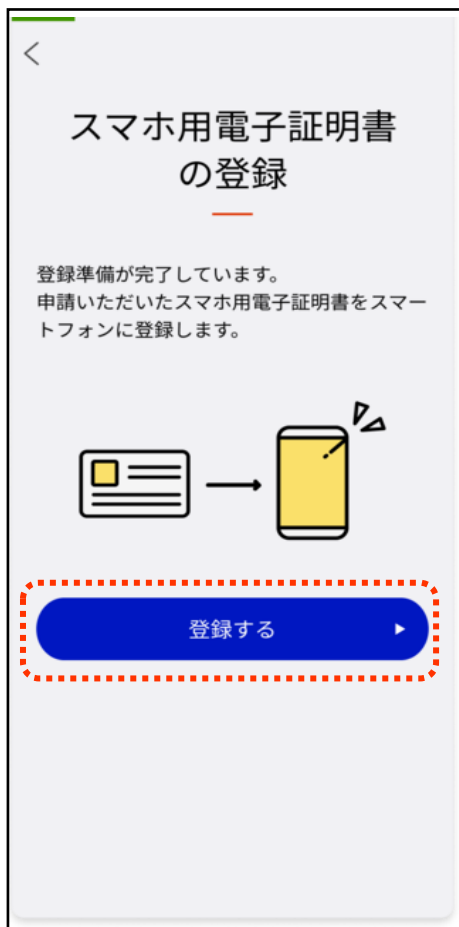 スマホ用電子証明書
の登録
登録準備が完了しています。
申請いただいたスマホ用電子証明書をスマー
トフォンに登録します。
登録する